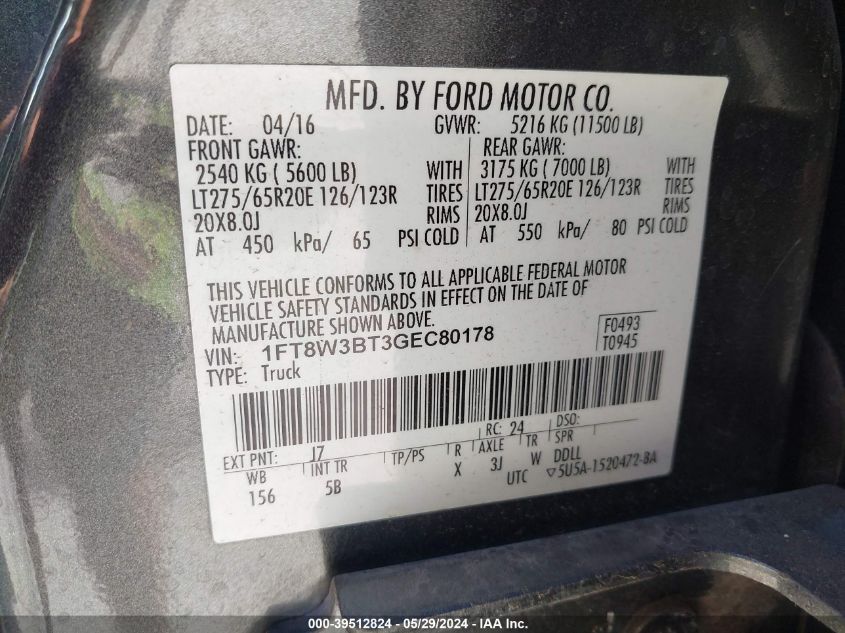 MFD. BY FORD MOTOR CO.
DATE: 04/16 GVWR: 5216 KG (11500 LB)
FRONT GAWR: REAR GAWR:
2540 KG ( 5600 LB) WITH 3175 KG ( 7000 LB) WITH
LT275/65R20E 126/123R TIRES LT275/65R20E 126/123R TIRES
20X8.0J RIMS 20X8.0J RIMS
AT 450 kPa/ 65 PSI COLD AT 550 kPa/ 80 PSI COLD
THIS VEHICLE CONFORMS TO ALL APPLICABLE FEDERAL MOTOR
VEHICLE SAFETY STANDARDS IN EFFECT ON THE DATE OF
MANUFACTURE SHOWN ABOVE.
VIN: 1FT8W3BT3GEC80178 F0493
TYPE: Truck T0945
EXT PNT: J7 RC: 24 DSO:
WB INT TR TP/PS R AXLE TR SPR
156 5B X 3J W DDLL
UTC ▽5U5A-1520472-BA
000-39512824 - 05/29/2024 - IAAI.COM